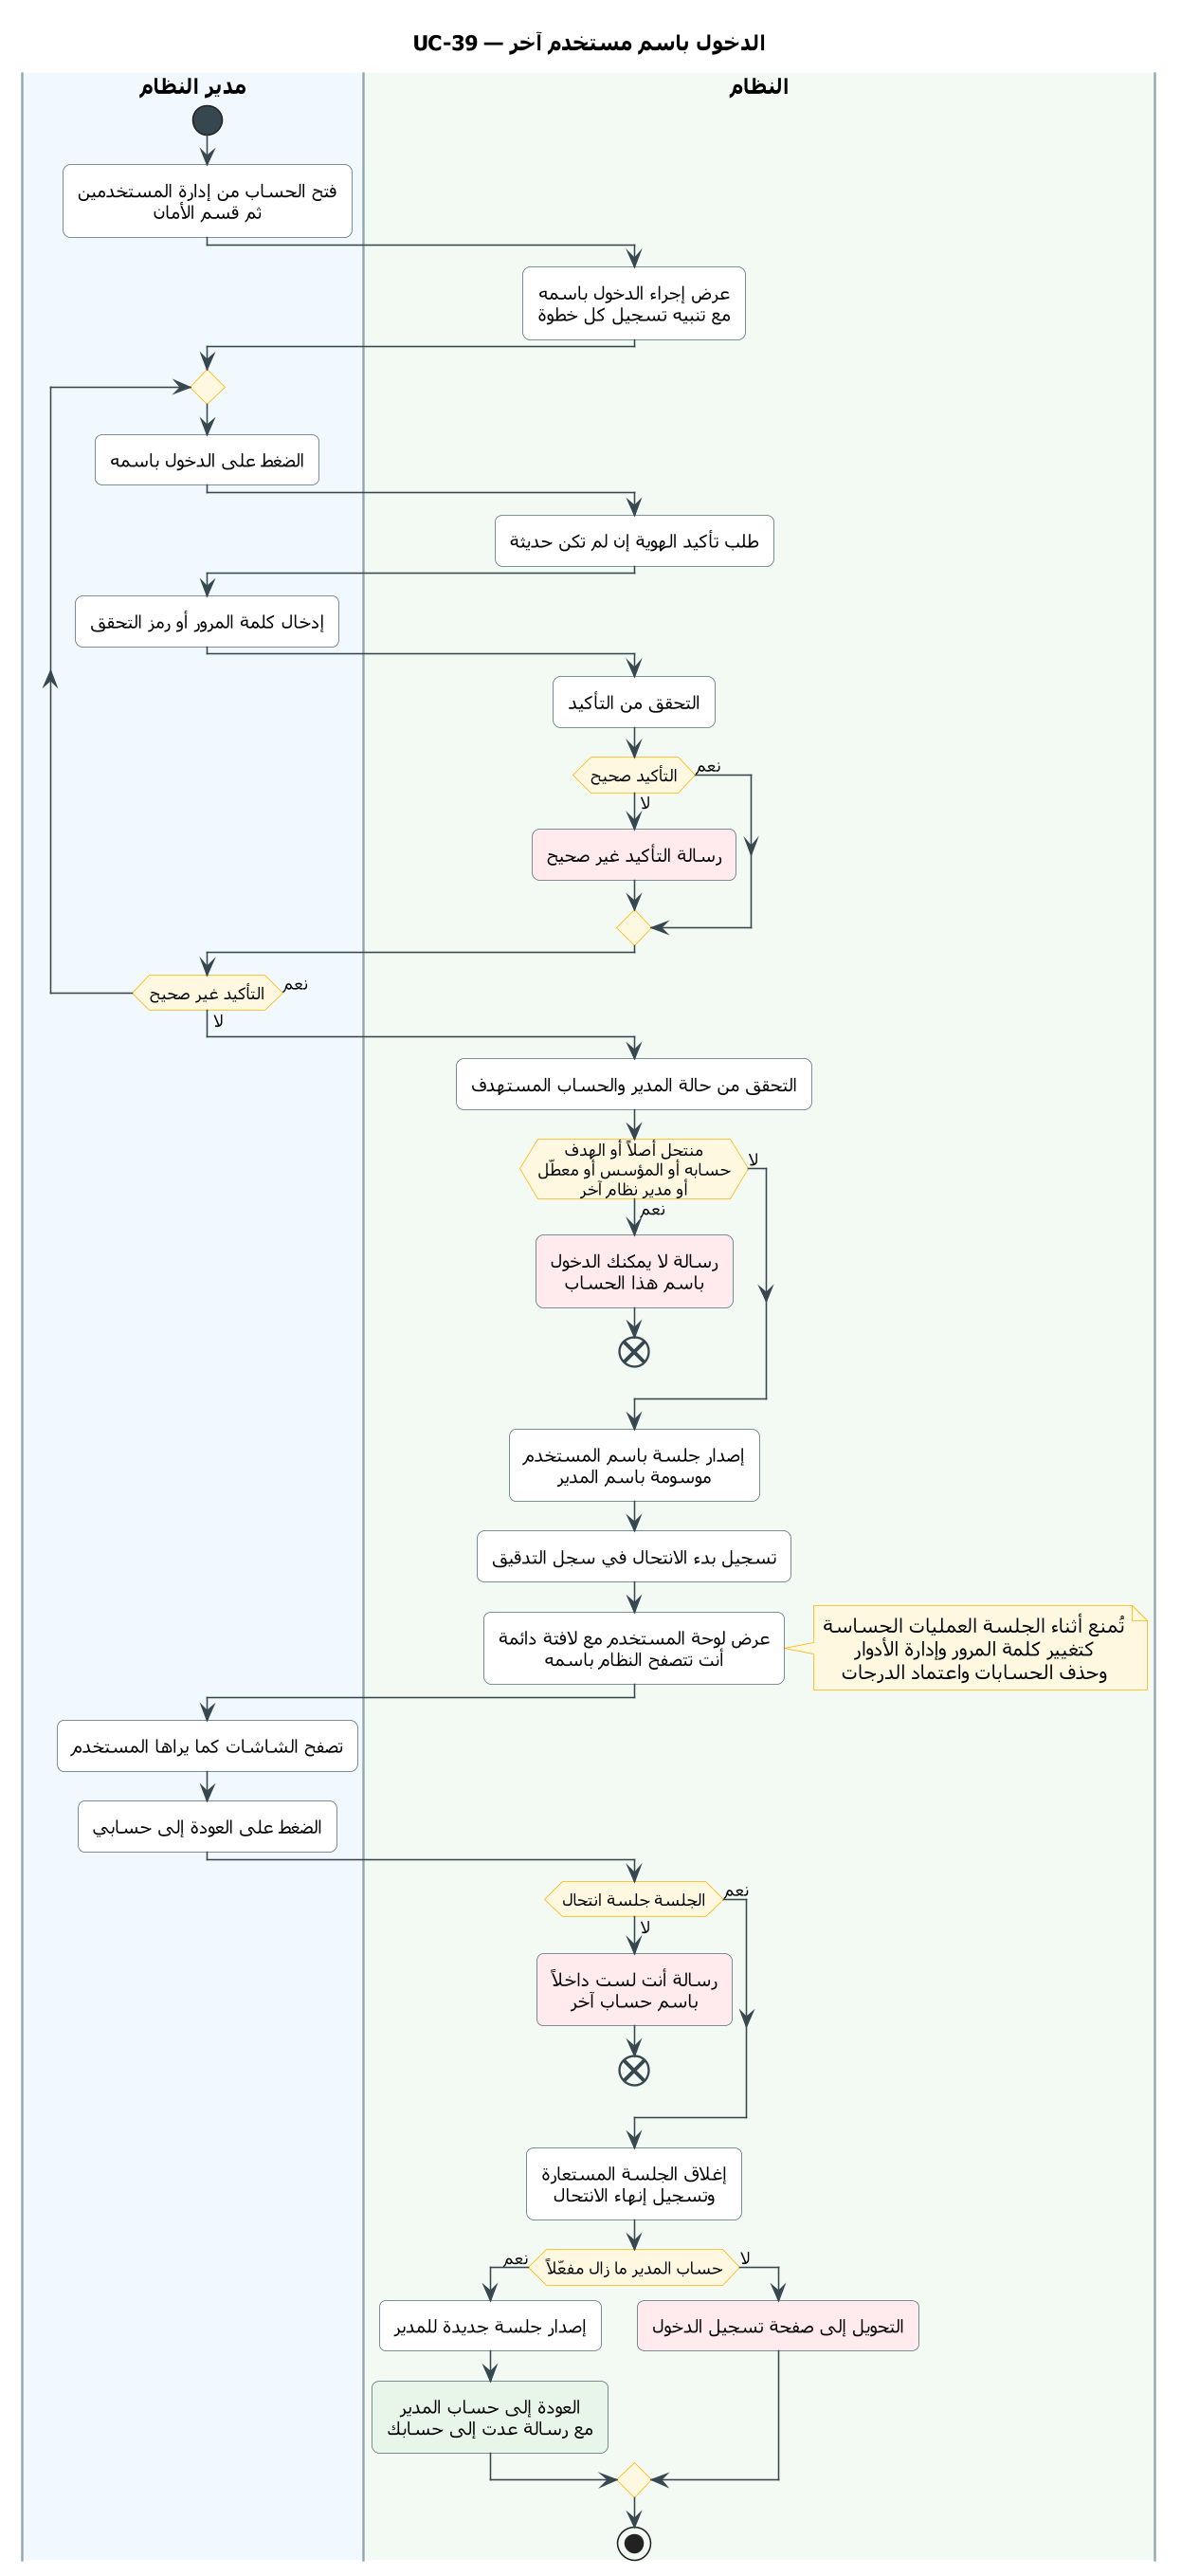 UC-39 — الدخول باسم مستخدم آخر
مدير النظام
النظام
فتح الحساب من إدارة المستخدمين
ثم قسم الأمان
عرض إجراء الدخول باسمه
مع تنبيه تسجيل كل خطوة
الضغط على الدخول باسمه
طلب تأكيد الهوية إن لم تكن حديثة
إدخال كلمة المرور أو رمز التحقق
التحقق من التأكيد
التأكيد صحيح
نعم
لا
رسالة التأكيد غير صحيح
التأكيد غير صحيح
نعم
لا
التحقق من حالة المدير والحساب المستهدف
منتحل أصلاً أو الهدف
حسابه أو المؤسس أو معطّل
أو مدير نظام آخر
لا
نعم
رسالة لا يمكنك الدخول
باسم هذا الحساب
إصدار جلسة باسم المستخدم
موسومة باسم المدير
تسجيل بدء الانتحال في سجل التدقيق
عرض لوحة المستخدم مع لافتة دائمة
أنت تتصفح النظام باسمه
تُمنع أثناء الجلسة العمليات الحساسة
كتغيير كلمة المرور وإدارة الأدوار
وحذف الحسابات واعتماد الدرجات
تصفح الشاشات كما يراها المستخدم
الضغط على العودة إلى حسابي
الجلسة جلسة انتحال
نعم
لا
رسالة أنت لست داخلاً
باسم حساب آخر
إغلاق الجلسة المستعارة
وتسجيل إنهاء الانتحال
حساب المدير ما زال مفعّلاً
نعم
لا
إصدار جلسة جديدة للمدير
التحويل إلى صفحة تسجيل الدخول
العودة إلى حساب المدير
مع رسالة عدت إلى حسابك